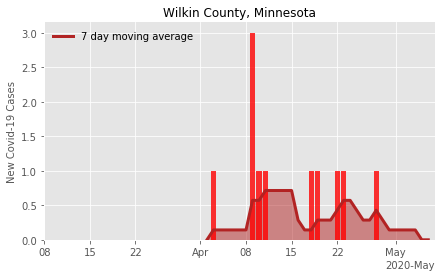 Wilkin County, Minnesota
7 day moving average
New Covid-19 Cases
3.0
2.5
2.0
1.5
1.0
0.5
0.0
08 15 22 Apr 08 15 22 May
2020-May